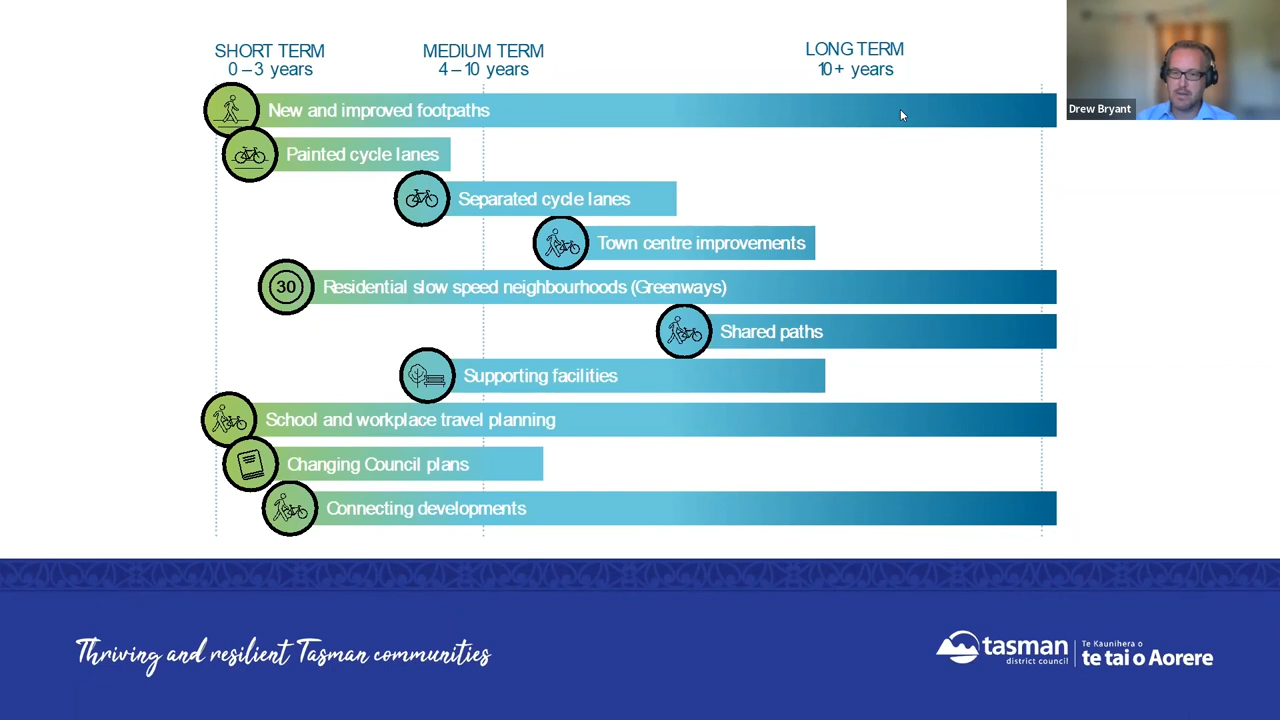 SHORT TERM
0 – 3 years
MEDIUM TERM
4 – 10 years
LONG TERM
10+ years
Drew Bryant
New and improved footpaths
Painted cycle lanes
Separated cycle lanes
Town centre improvements
30
Residential slow speed neighbourhoods (Greenways)
Shared paths
Supporting facilities
School and workplace travel planning
Changing Council plans
Connecting developments
Thriving and resilient Tasman communities
tasman
district council
Te Kaunihera o
te tai o Aorere